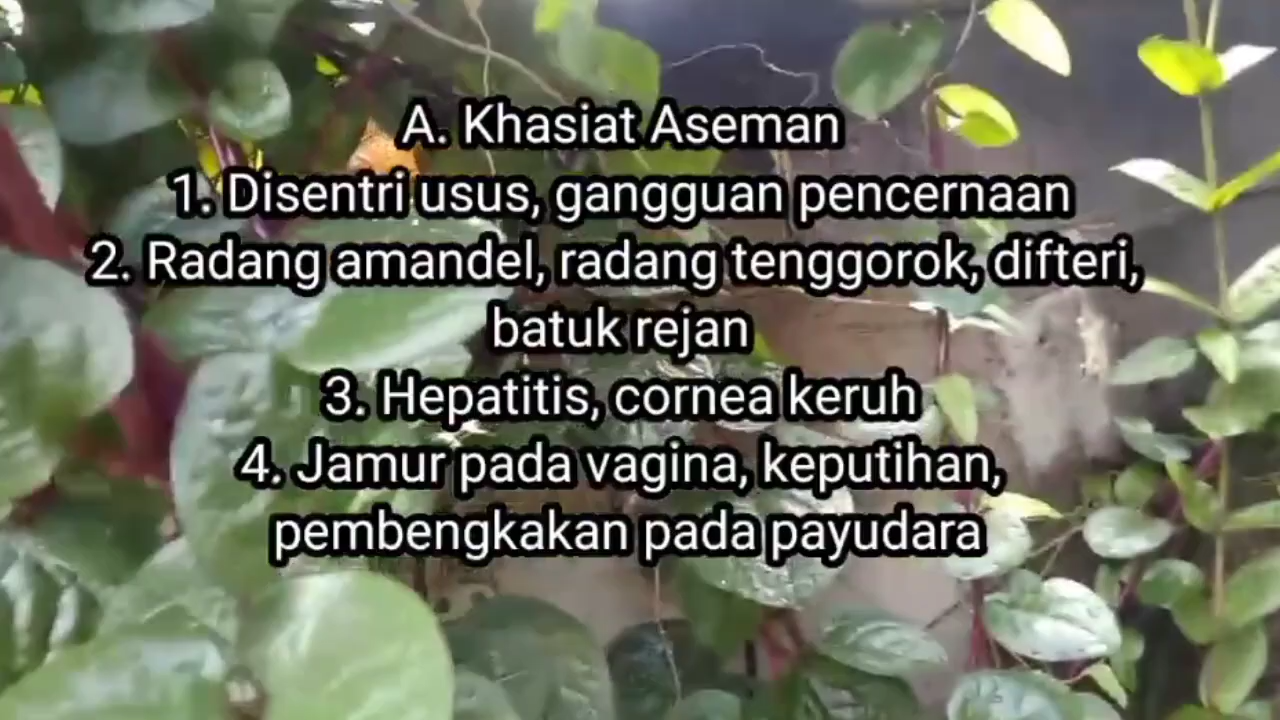 A. Khasiat Aseman
1. Disentri usus, gangguan pencernaan
2. Radang amandel, radang tenggorok, difteri,
batuk rejan
3. Hepatitis, cornea keruh
4. Jamur pada vagina, keputihan,
pembengkakan pada payudara